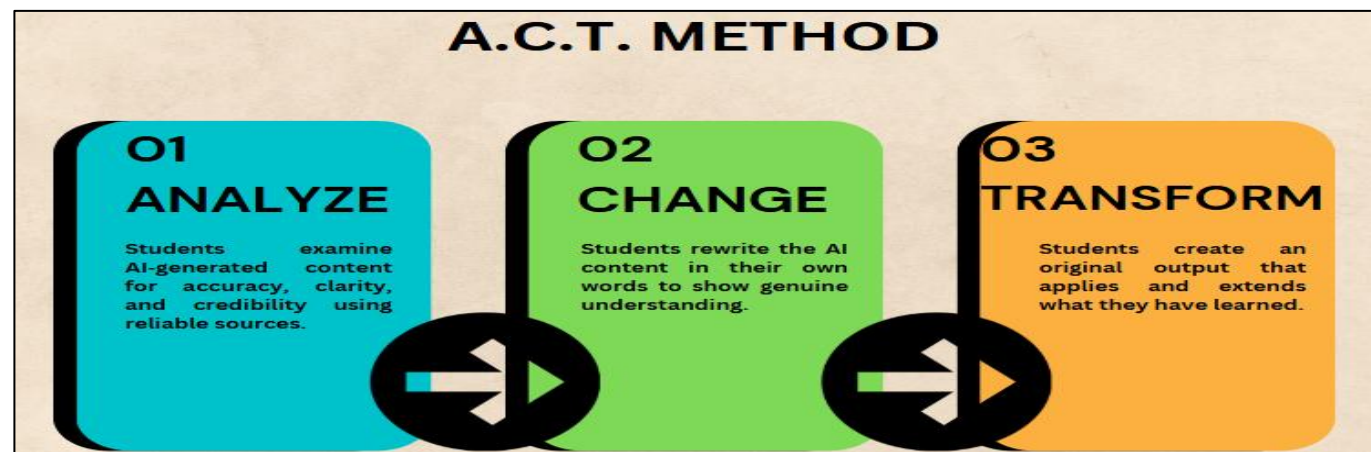 A.C.T. METHOD
01
ANALYZE
Students examine
AI-generated content
for accuracy, clarity,
and credibility using
reliable sources.
02
CHANGE
Students rewrite the AI
content in their own
words to show genuine
understanding.
03
TRANSFORM
Students create an
original output that
applies and extends
what they have learned.